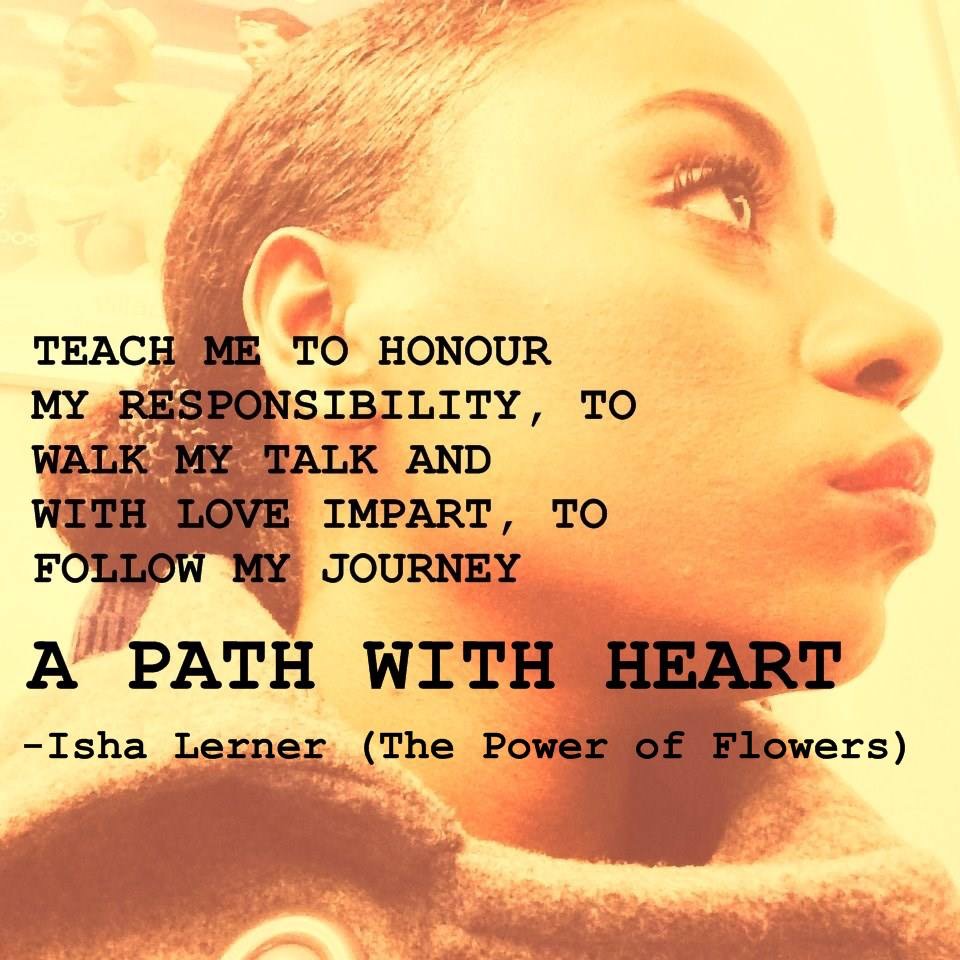 TEACH ME TO HONOUR
MY RESPONSIBILITY, TO
WALK MY TALK AND
WITH LOVE IMPART, TO
FOLLOW MY JOURNEY
A PATH WITH HEART
-Isha Lerner (The Power of Flowers)